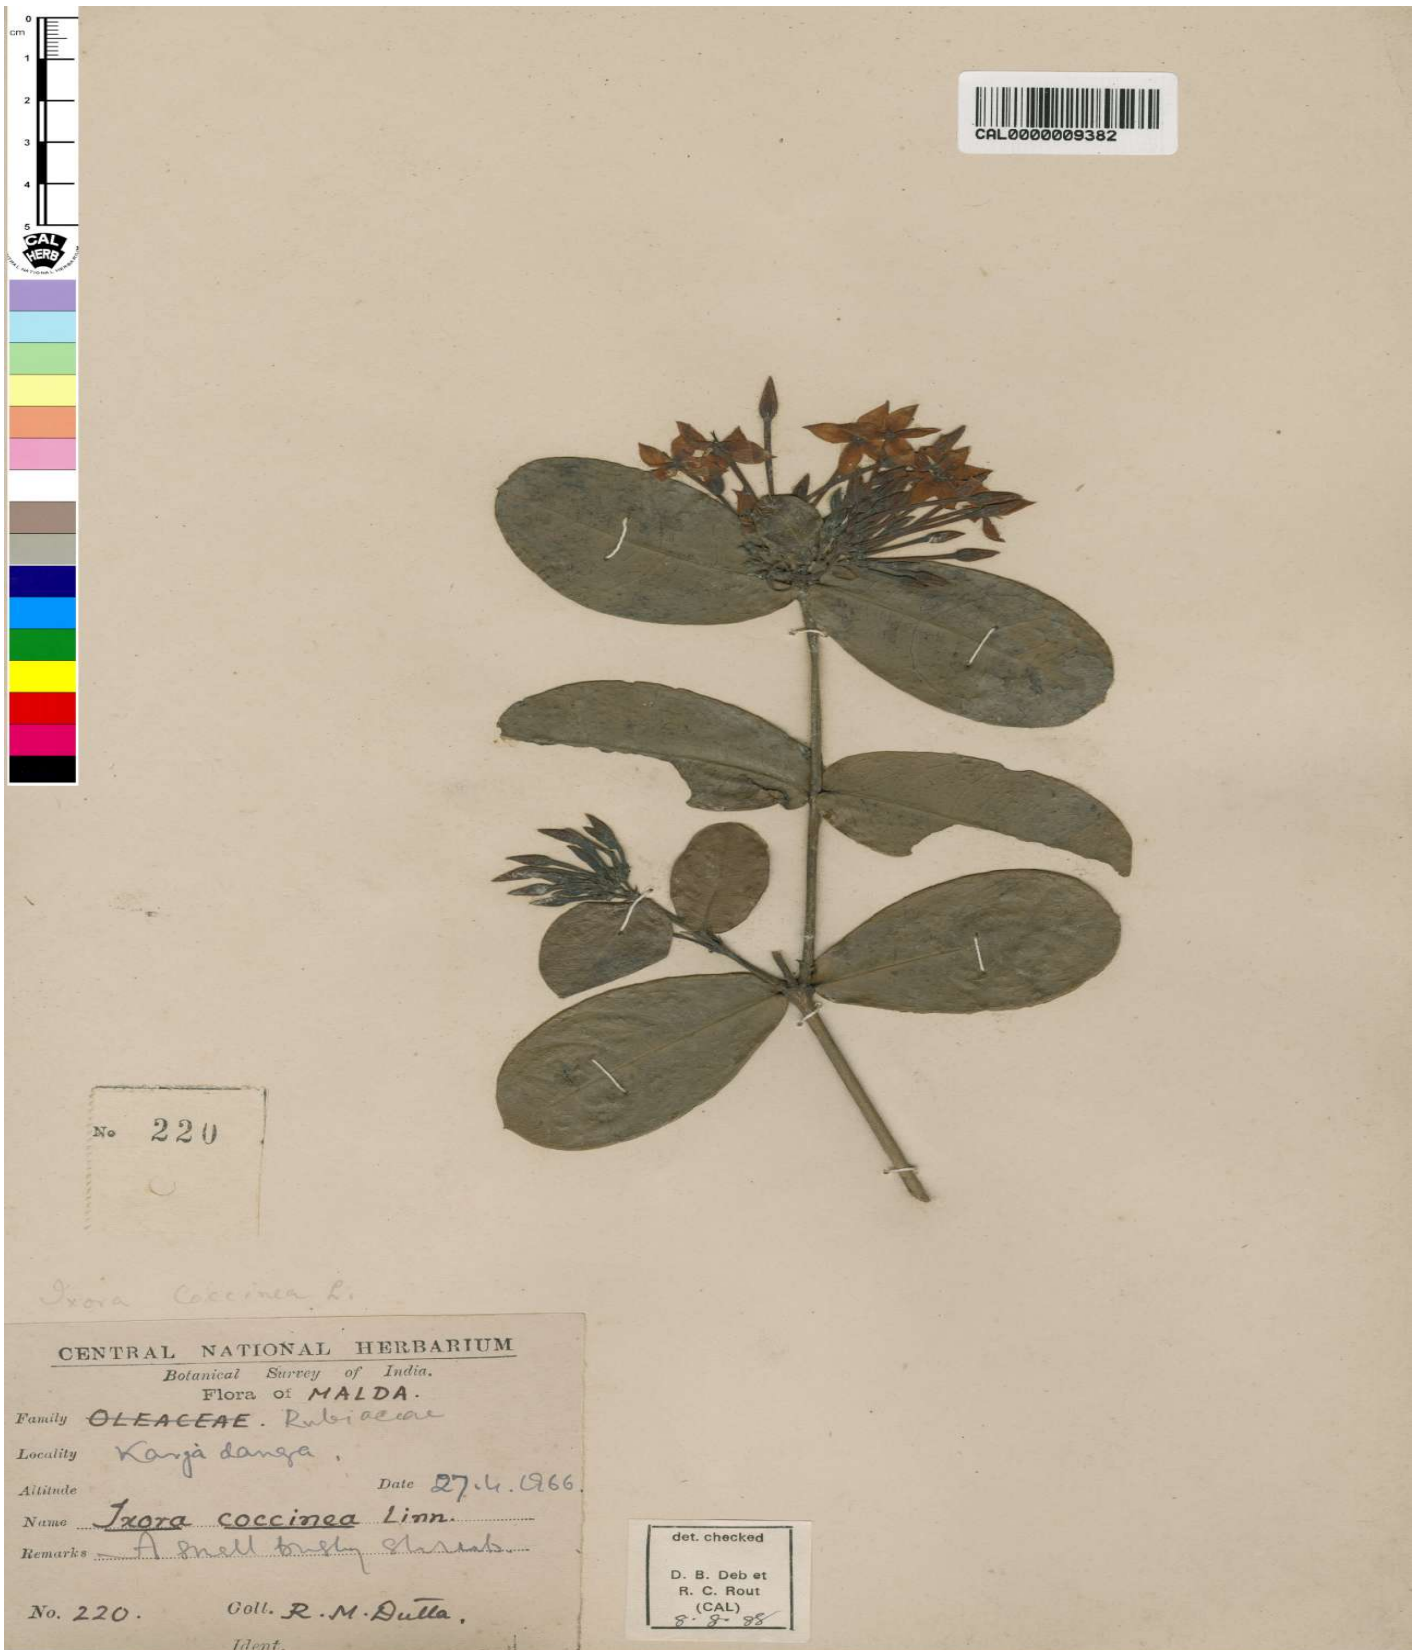 0
cm
1
2
3
4
5
CAL
HERB
CAL0000009382
No 220
Ixora coccinea L.
CENTRAL NATIONAL HERBARIUM
Botanical Survey of India.
Flora of MALDA.
Family OLEACEAE. Rubiaceae
Locality
Altitude Date 27.4.1966.
Name Ixora coccinea Linn.
Remarks A small bushy shrub.
No. 220. Coll. R.M.Dutta.
Ident.
det. checked
D. B. Deb et
R. C. Rout
(CAL)
8.8.88